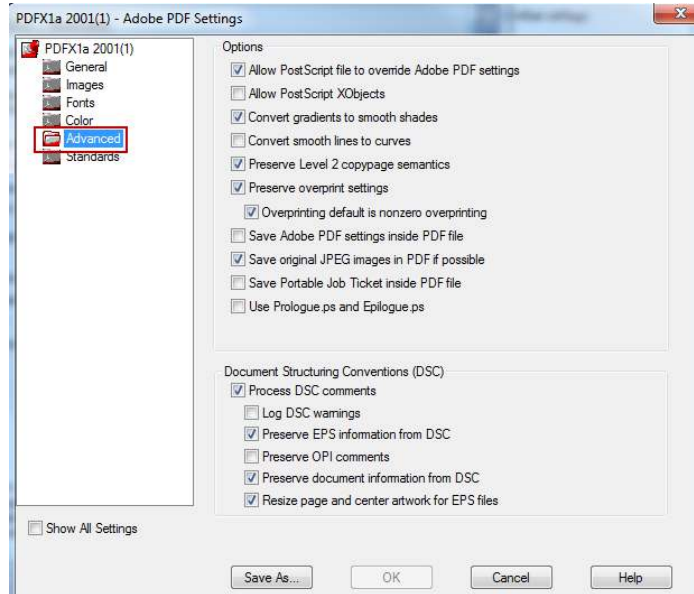 PDFX1a 2001(1) - Adobe PDF Settings
PDFX1a 2001(1)
General
Images
Fonts
Color
Advanced
Standards
Show All Settings
Options
Allow PostScript file to override Adobe PDF settings
Allow PostScript XObjects
Convert gradients to smooth shades
Convert smooth lines to curves
Preserve Level 2 copypage semantics
Preserve overprint settings
Overprinting default is nonzero overprinting
Save Adobe PDF settings inside PDF file
Save original JPEG images in PDF if possible
Save Portable Job Ticket inside PDF file
Use Prologue.ps and Epilogue.ps
Document Structuring Conventions (DSC)
Process DSC comments
Log DSC warnings
Preserve EPS information from DSC
Preserve OPI comments
Preserve document information from DSC
Resize page and center artwork for EPS files
Save As...
OK
Cancel
Help